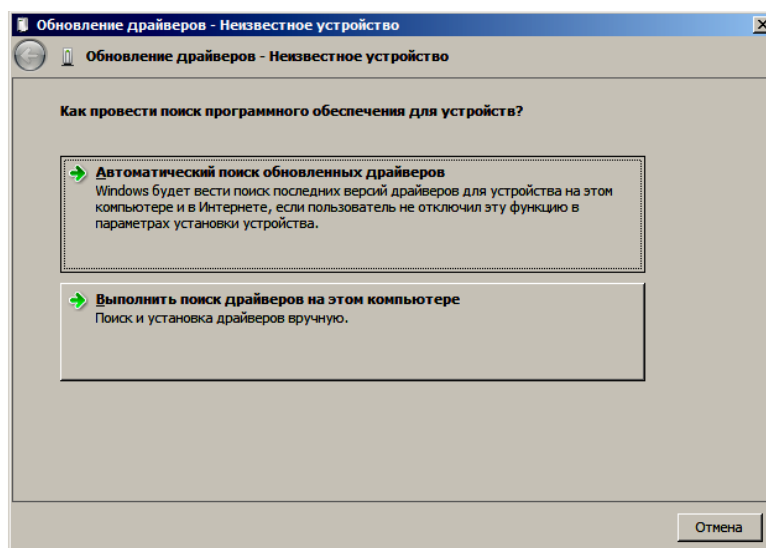 Обновление драйверов - Неизвестное устройство
Обновление драйверов - Неизвестное устройство
Как провести поиск программного обеспечения для устройств?
Автоматический поиск обновленных драйверов
Windows будет вести поиск последних версий драйверов для устройства на этом
компьютере и в Интернете, если пользователь не отключил эту функцию в
параметрах установки устройства.
Выполнить поиск драйверов на этом компьютере
Поиск и установка драйверов вручную.
Отмена